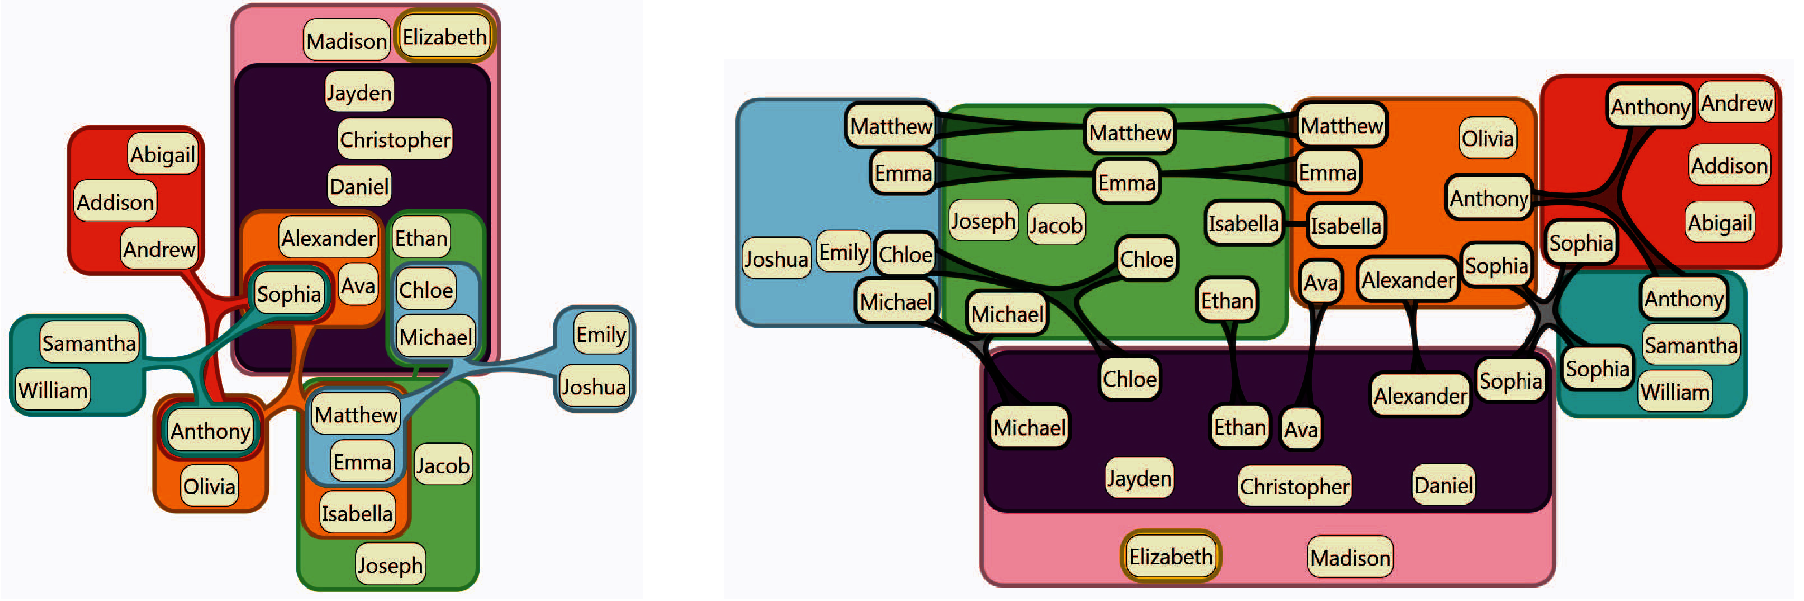 Madison
Elizabeth
Jayden
Christopher
Daniel
Abigail
Addison
Andrew
Alexander
Ethan
Sophia
Ava
Chloe
Michael
Samantha
William
Emily
Joshua
Matthew
Anthony
Emma
Jacob
Olivia
Isabella
Joseph
Matthew
Matthew
Matthew
Olivia
Anthony
Andrew
Emma
Emma
Emma
Addison
Anthony
Joseph
Jacob
Isabella
Isabella
Abigail
Joshua
Emily
Chloe
Chloe
Sophia
Sophia
Michael
Michael
Ethan
Ava
Alexander
Anthony
Samantha
Chloe
Sophia
Sophia
William
Alexander
Michael
Ethan
Ava
Jayden
Christopher
Daniel
Elizabeth
Madison